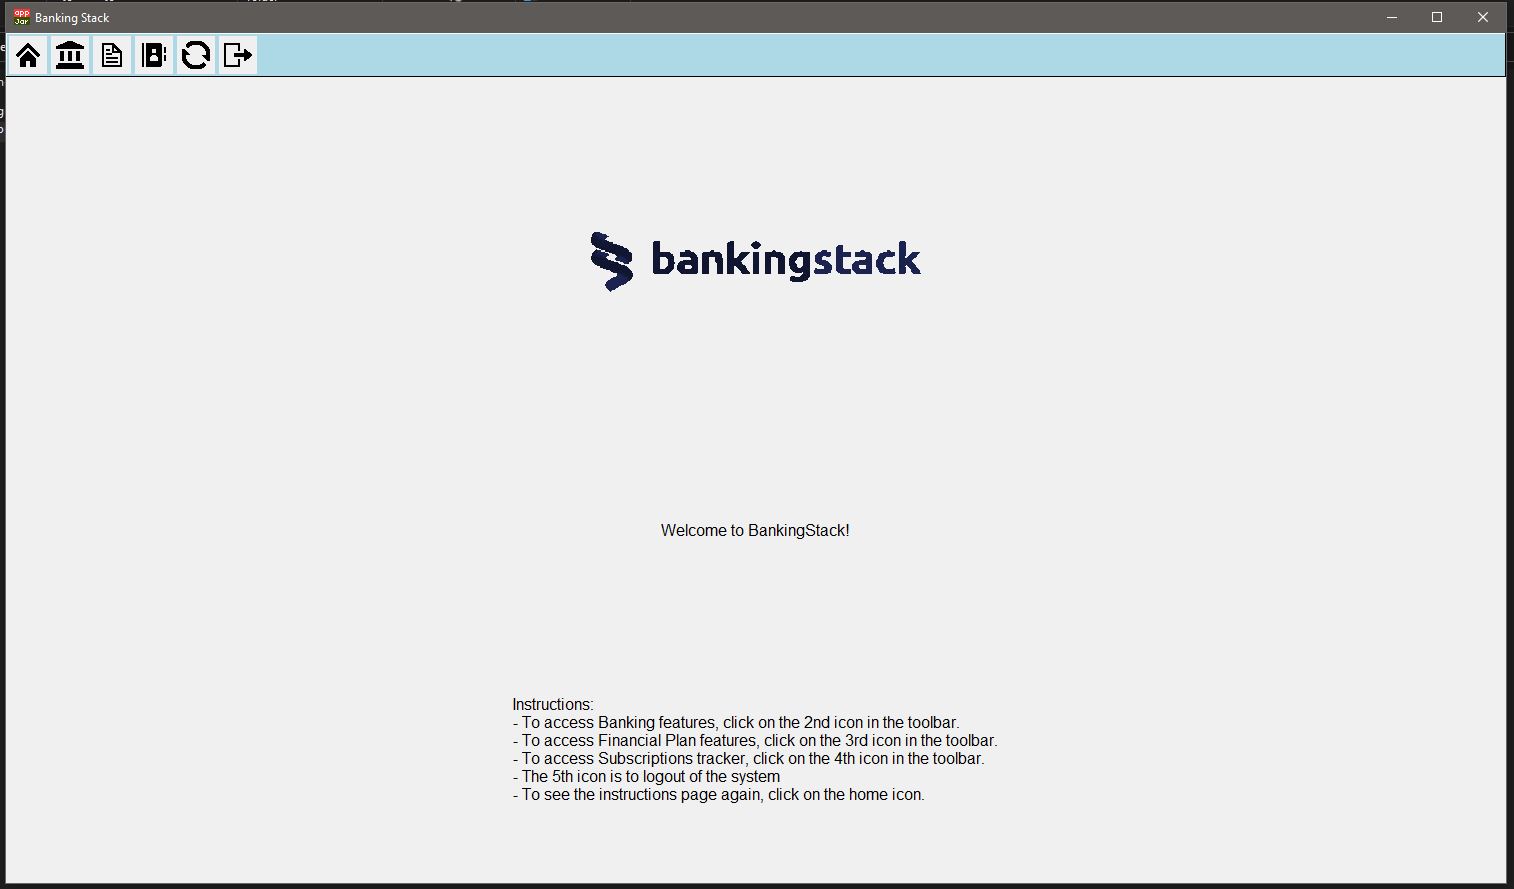 app
Jar
Banking Stack
bankingstack
Welcome to BankingStack!
Instructions:
- To access Banking features, click on the 2nd icon in the toolbar.
- To access Financial Plan features, click on the 3rd icon in the toolbar.
- To access Subscriptions tracker, click on the 4th icon in the toolbar.
- The 5th icon is to logout of the system
- To see the instructions page again, click on the home icon.